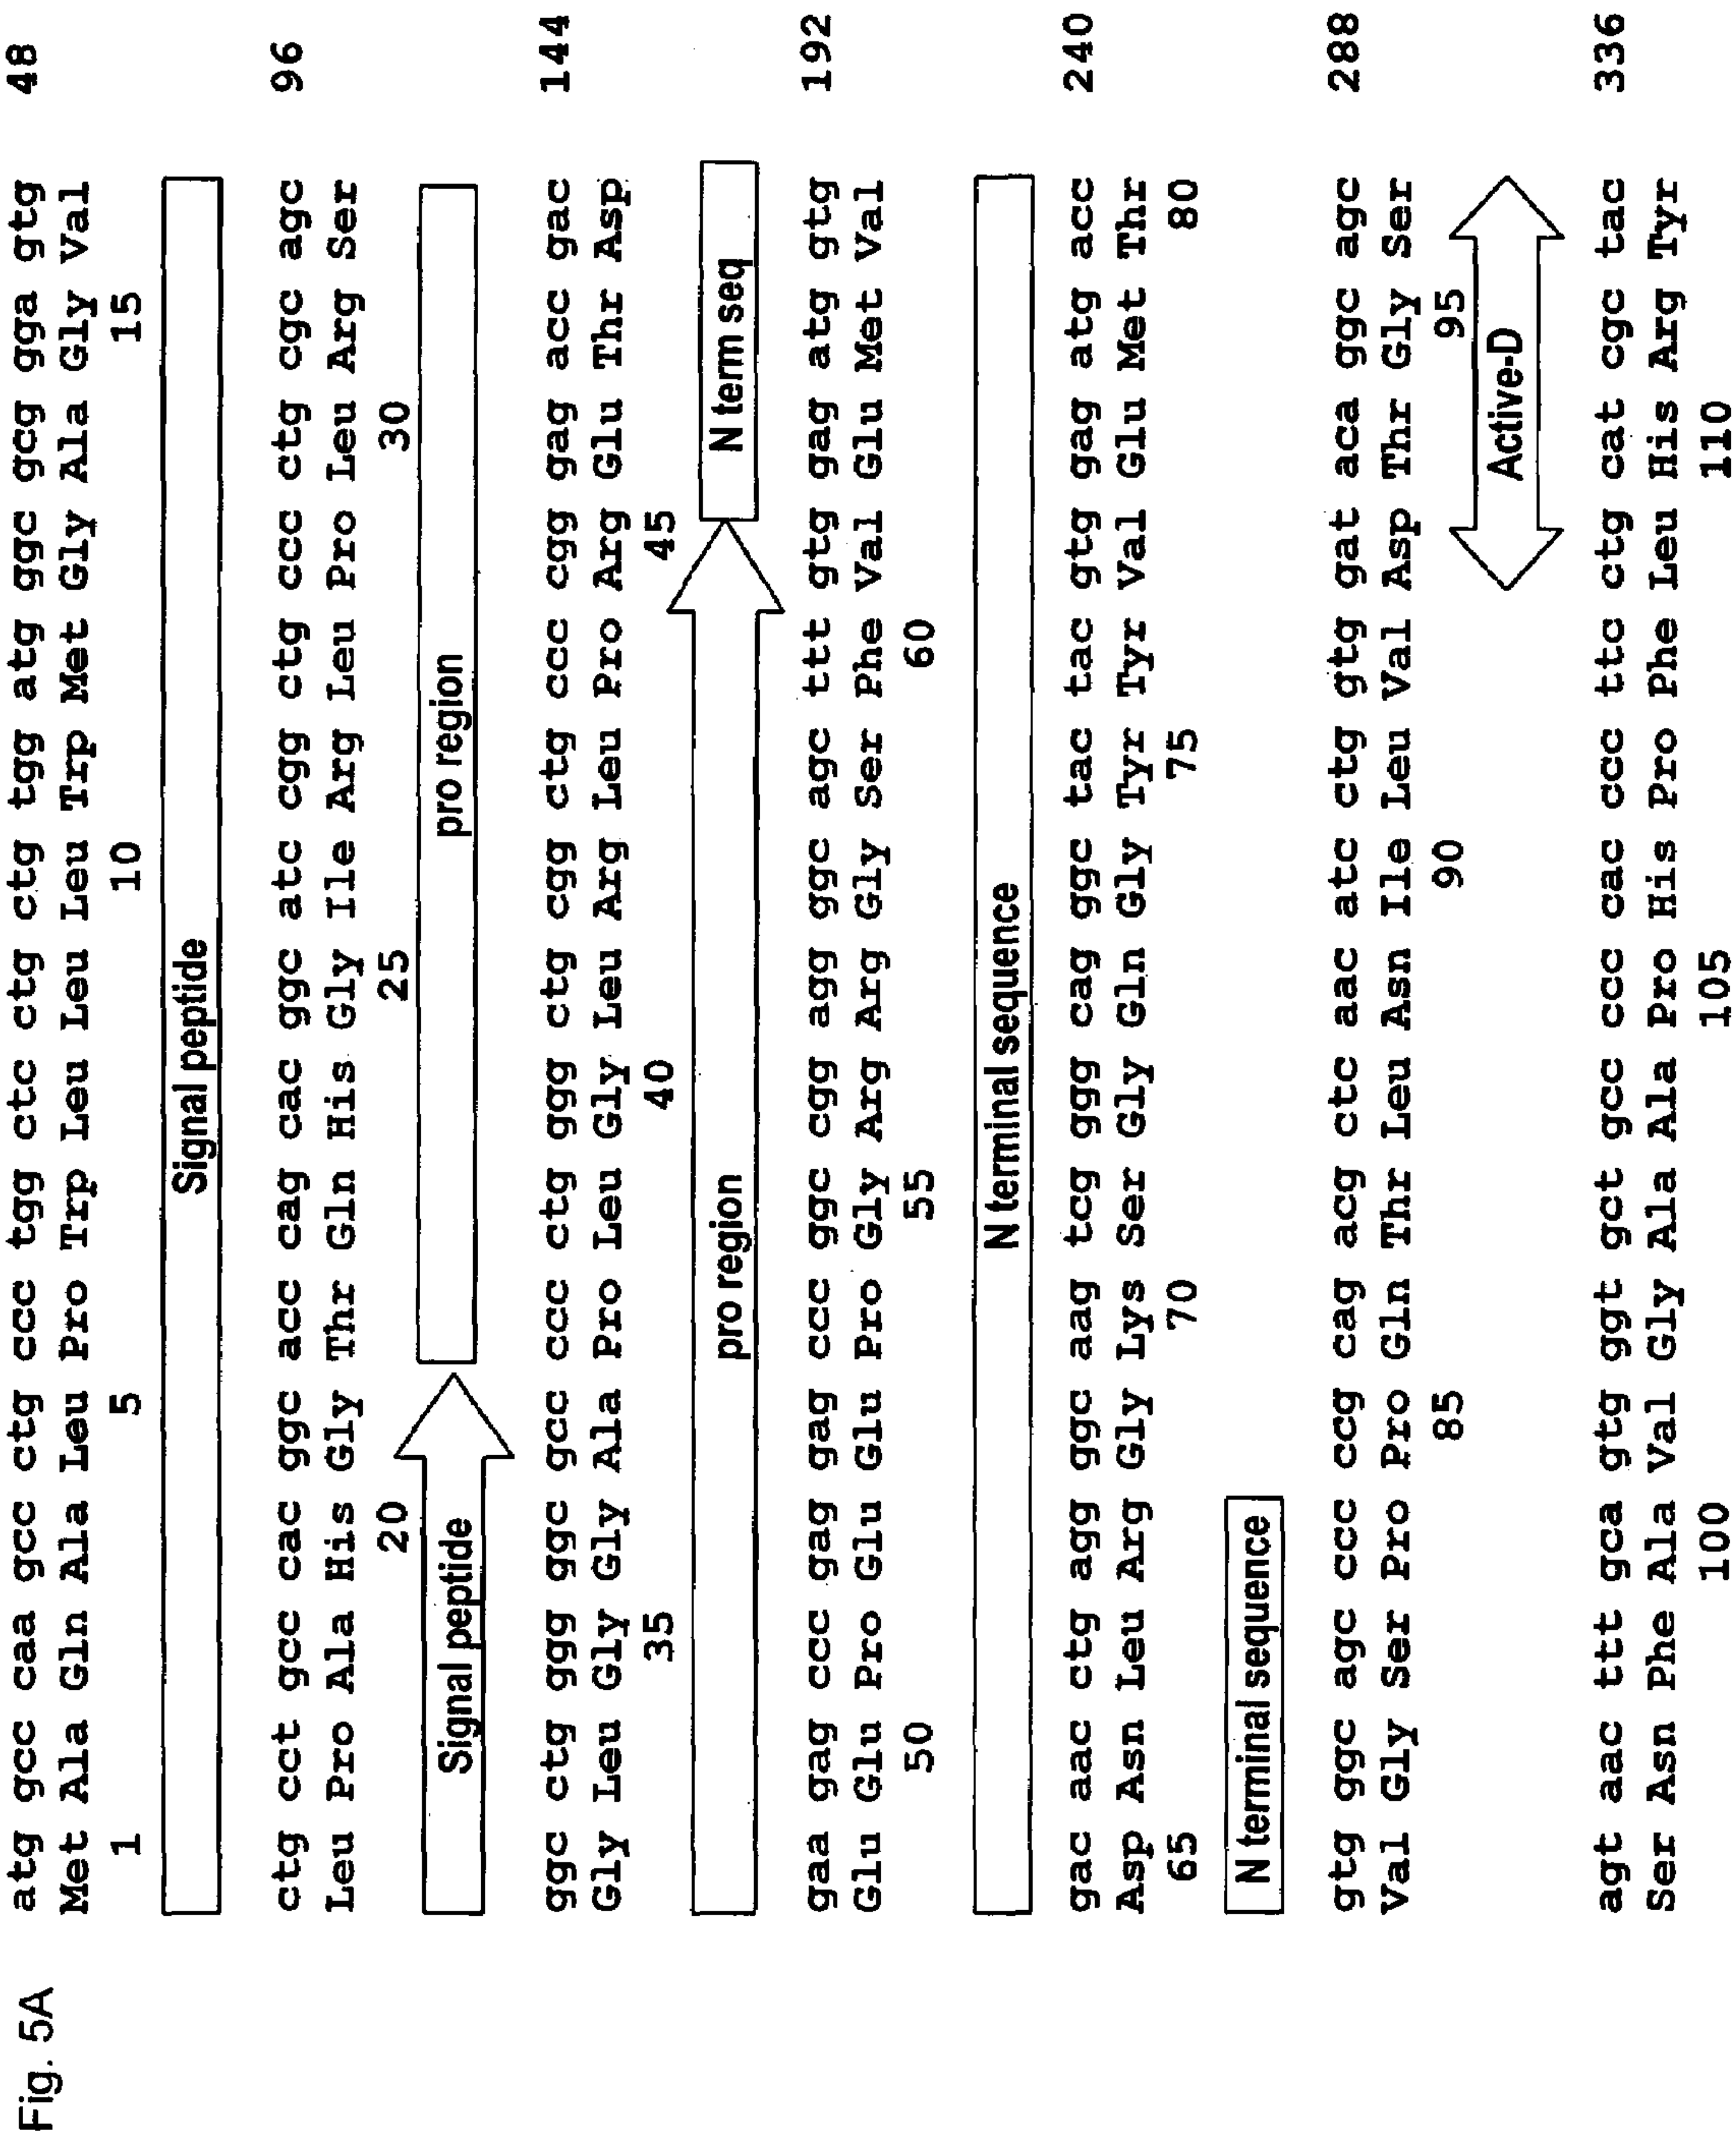 Fig. 5A
atg gcc caa gcc ctg ccc tgg ctc ctg ctg tgg atg ggc gcg gga gtg 48
Met Ala Gln Ala Leu Pro Trp Leu Leu Leu Trp Met Gly Ala Gly Val
1 5 10 15
Signal peptide
ctg cct gcc cac ggc acc cag cac ggc atc cgg ctg ccc ctg cgc agc 96
Leu Pro Ala His Gly Thr Gln His Gly Ile Arg Leu Pro Leu Arg Ser
20 25 30
Signal peptide pro region
ggc ctg ggg ggc gcc ccc ctg ggg ctg cgg ctg ccc cgg gag acc gac 144
Gly Leu Gly Gly Ala Pro Leu Gly Leu Arg Leu Pro Arg Glu Thr Asp
35 40 45
pro region N term seq
gaa gag ccc gag gag ccc ggc cgg agg ggc agc ttt gtg gag atg gtg 192
Glu Glu Pro Glu Glu Pro Gly Arg Arg Gly Ser Phe Val Glu Met Val
50 55 60
N terminal sequence
gac aac ctg agg ggc aag tcg ggg cag ggc tac tac gtg gag atg acc 240
Asp Asn Leu Arg Gly Lys Ser Gly Gln Gly Tyr Tyr Val Glu Met Thr
65 70 75 80
N terminal sequence
gtg ggc agc ccc ccg cag acg ctc aac atc ctg gtg gat aca ggc agc 288
Val Gly Ser Pro Pro Gln Thr Leu Asn Ile Leu Val Asp Thr Gly Ser
85 90 95
Active-D
agt aac ttt gca gtg ggt gct gcc ccc cac ccc ttc ctg cat cgc tac 336
Ser Asn Phe Ala Val Gly Ala Ala Pro His Pro Phe Leu His Arg Tyr
100 105 110